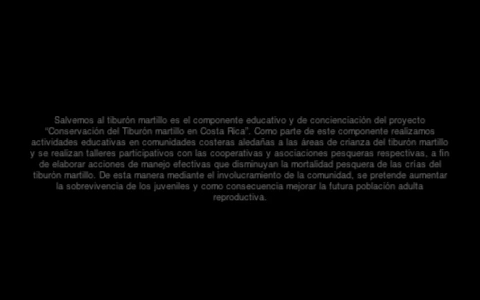 Salvemos al tiburón martillo es el componente educativo y de concienciación del proyecto
“Conservación del Tiburón martillo en Costa Rica”. Como parte de este componente realizamos
actividades educativas en comunidades costeras aledañas a las áreas de crianza del tiburón martillo
y se realizan talleres participativos con las cooperativas y asociaciones pesqueras respectivas, a fin
de elaborar acciones de manejo efectivas que disminuyan la mortalidad pesquera de las crías del
tiburón martillo. De esta manera mediante el involucramiento de la comunidad, se pretende aumentar
la sobrevivencia de los juveniles y como consecuencia mejorar la futura población adulta
reproductiva.